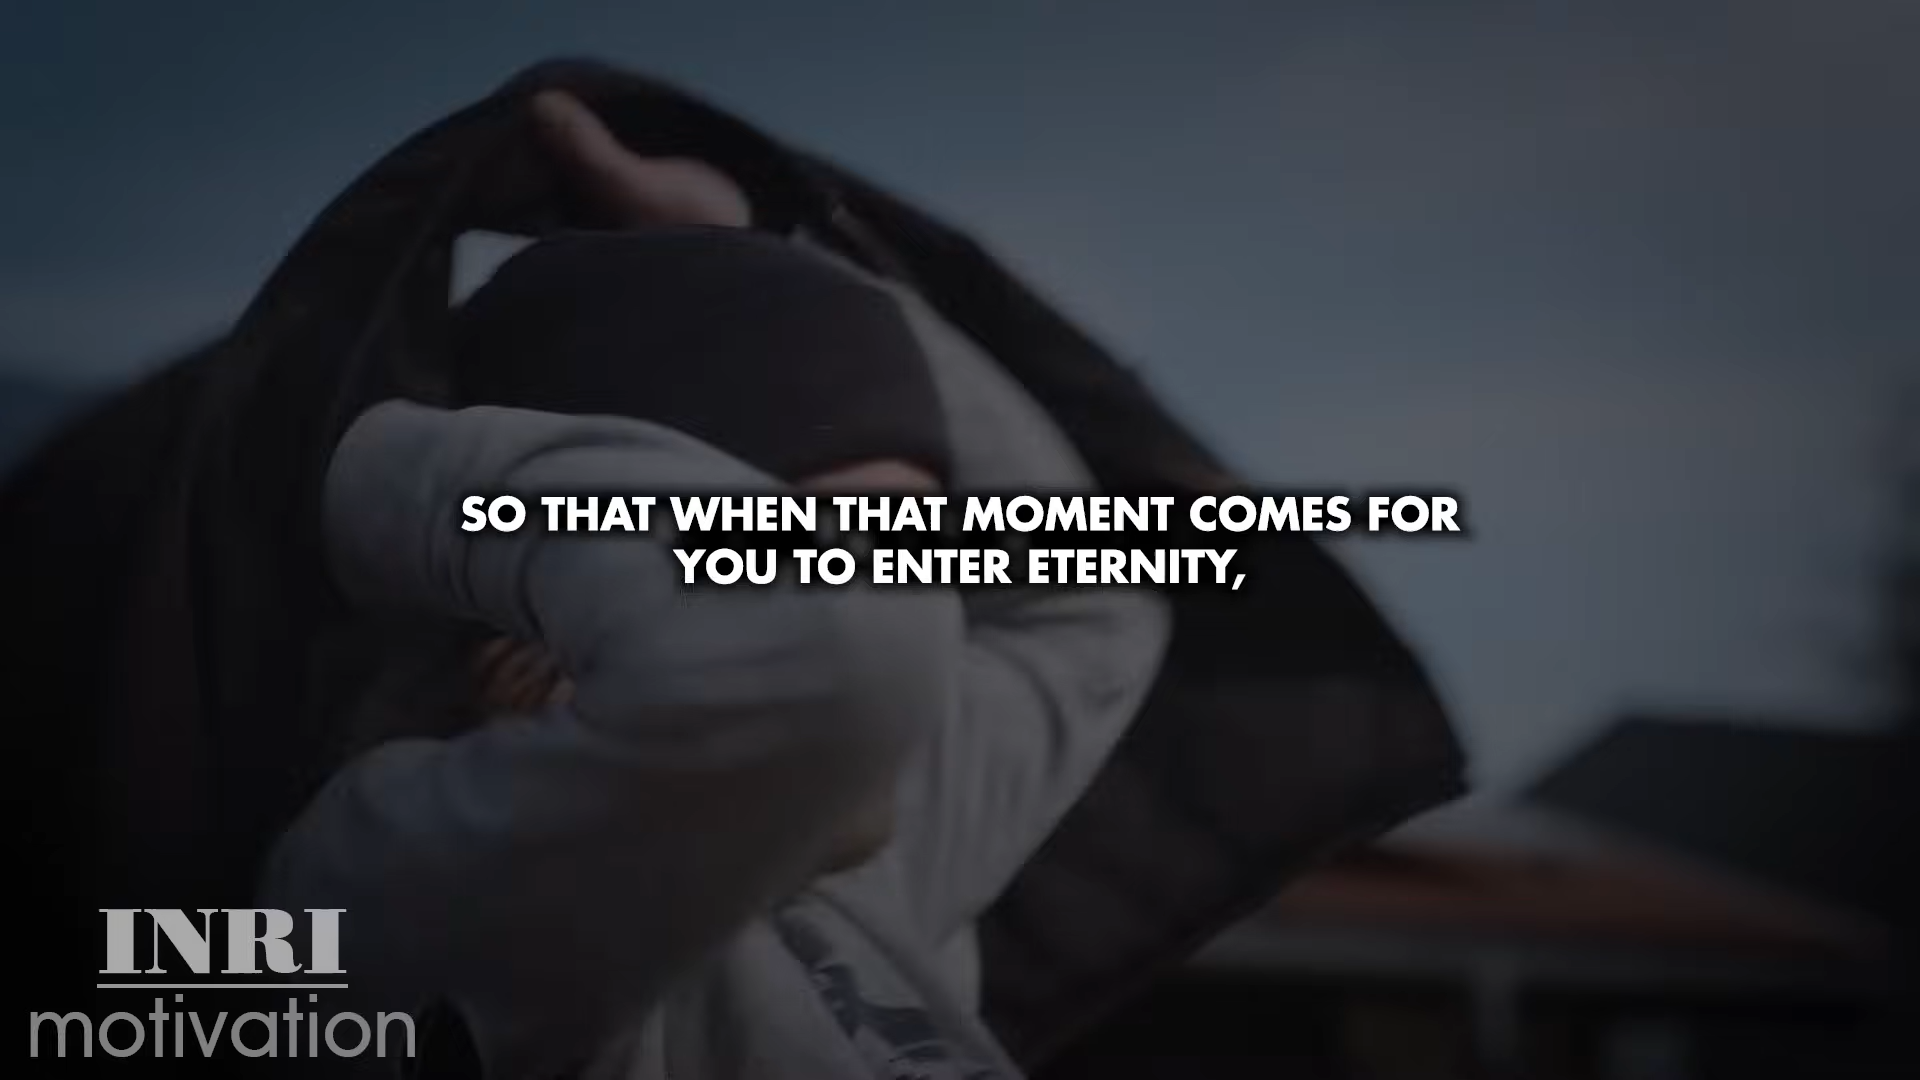 SO THAT WHEN THAT MOMENT COMES FOR
YOU TO ENTER ETERNITY,
INRI
motivation